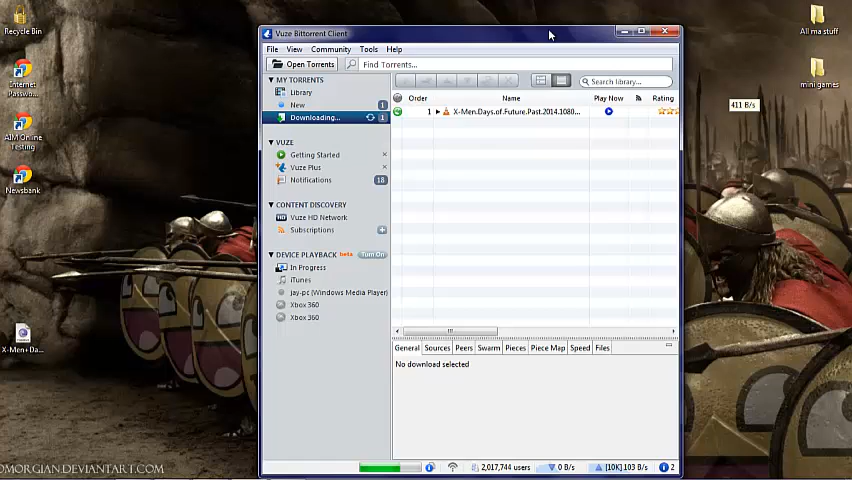 Recycle Bin
Internet
Passwo...
AIM Online
Testing
Newsbank
X-Men+Da...
All ma stuff
mini games
411 B/s
Vuze Bittorrent Client
File View Community Tools Help
Open Torrents Find Torrents...
Search library...
MY TORRENTS
Library
New 1
Downloading... 1
VUZE
Getting Started
Vuze Plus
Notifications 18
CONTENT DISCOVERY
HD Vuze HD Network
Subscriptions
DEVICE PLAYBACK beta Turn On
In Progress
iTunes
jay-pc (Windows Media Player)
Xbox 360
Xbox 360
Order Name Play Now Rating
1 X-Men.Days.of.Future.Past.2014.1080...
General Sources Peers Swarm Pieces Piece Map Speed Files
No download selected
2,017,744 users 0 B/s [10K] 103 B/s 2
OMORGIAN.DEVIANTART.COM